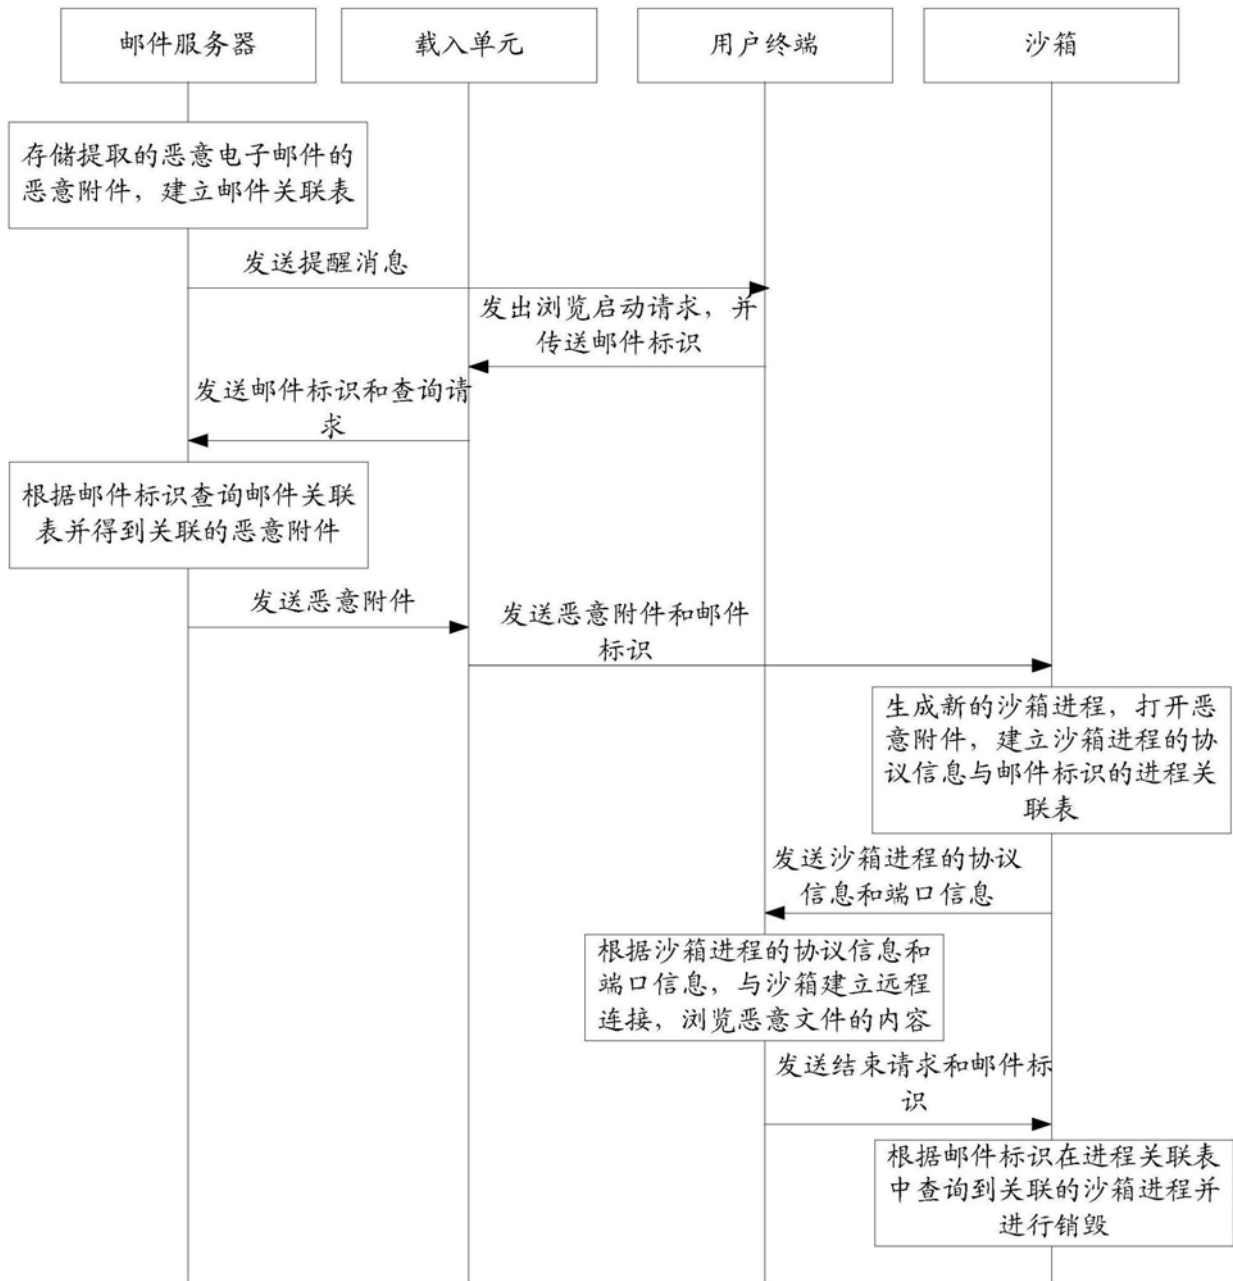 邮件服务器
载入单元
用户终端
沙箱
存储提取的恶意电子邮件的
恶意附件，建立邮件关联表
发送提醒消息
发出浏览启动请求，并
传送邮件标识
发送邮件标识和查询请
求
根据邮件标识查询邮件关联
表并得到关联的恶意附件
发送恶意附件
发送恶意附件和邮件
标识
生成新的沙箱进程，打开恶
意附件，建立沙箱进程的协
议信息与邮件标识的进程关
联表
发送沙箱进程的协议
信息和端口信息
根据沙箱进程的协议信息和
端口信息，与沙箱建立远程
连接，浏览恶意文件的内容
发送结束请求和邮件标
识
根据邮件标识在进程关联表
中查询到关联的沙箱进程并
进行销毁